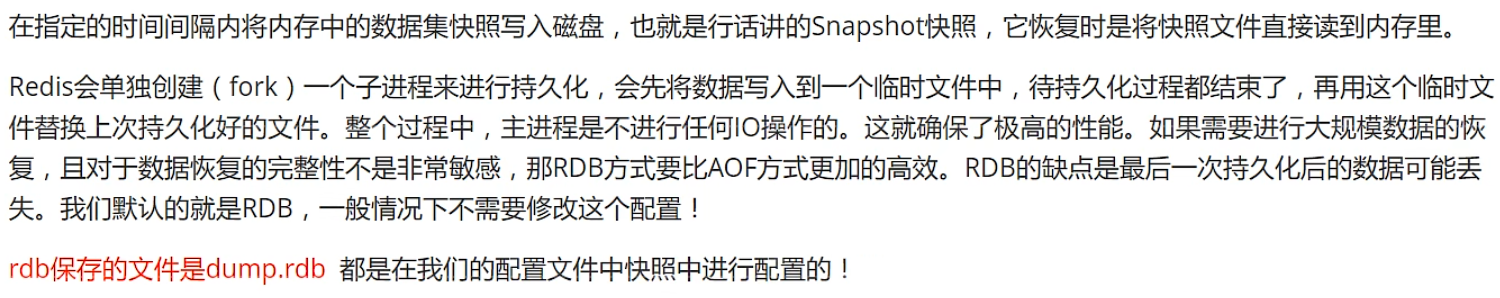 在指定的时间间隔内将内存中的数据集快照写入磁盘，也就是行话讲的Snapshot快照，它恢复时是将快照文件直接读到内存里。
Redis会单独创建（fork）一个子进程来进行持久化，会先将数据写入到一个临时文件中，待持久化过程都结束了，再用这个临时文
件替换上次持久化好的文件。整个过程中，主进程是不进行任何IO操作的。这就确保了极高的性能。如果需要进行大规模数据的恢
复，且对于数据恢复的完整性不是非常敏感，那RDB方式要比AOF方式更加的高效。RDB的缺点是最后一次持久化后的数据可能丢
失。我们默认的就是RDB，一般情况下不需要修改这个配置！
rdb保存的文件是dump.rdb 都是在我们的配置文件中快照中进行配置的！